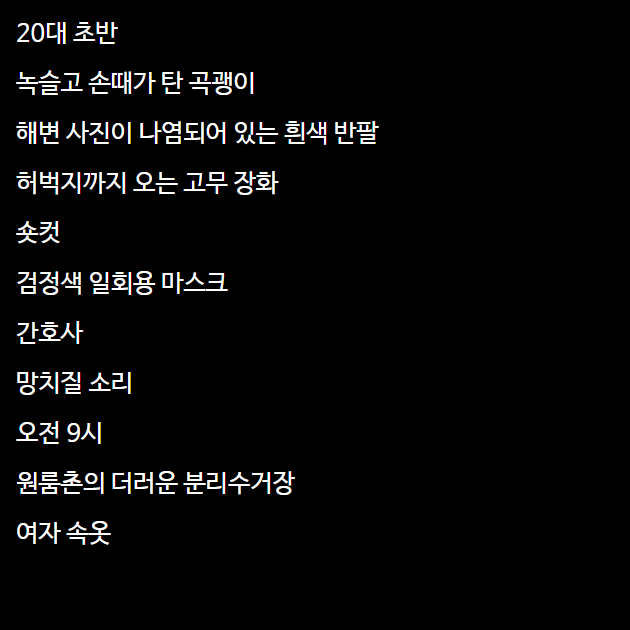 20대 초반
녹슬고 손때가 탄 곡괭이
해변 사진이 나염되어 있는 흰색 반팔
허벅지까지 오는 고무 장화
숏컷
검정색 일회용 마스크
간호사
망치질 소리
오전 9시
원룸촌의 더러운 분리수거장
여자 속옷